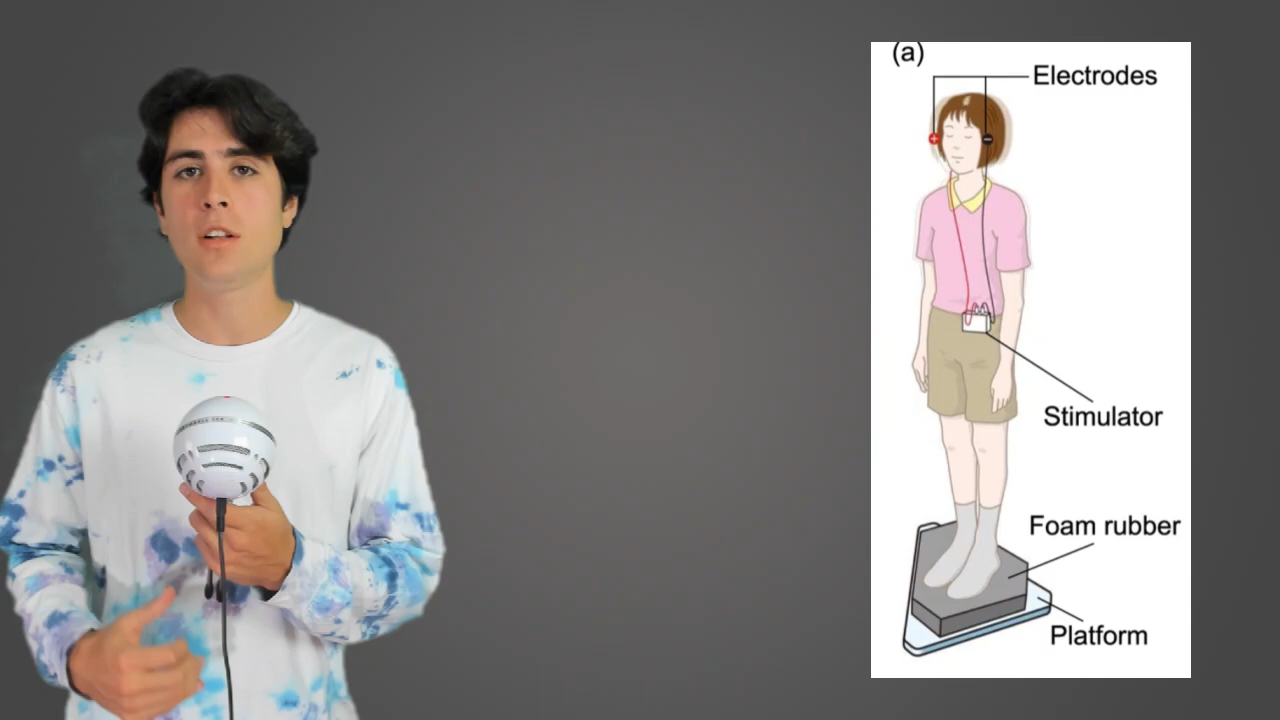 (a)
Electrodes
+
−
Stimulator
Foam rubber
Platform